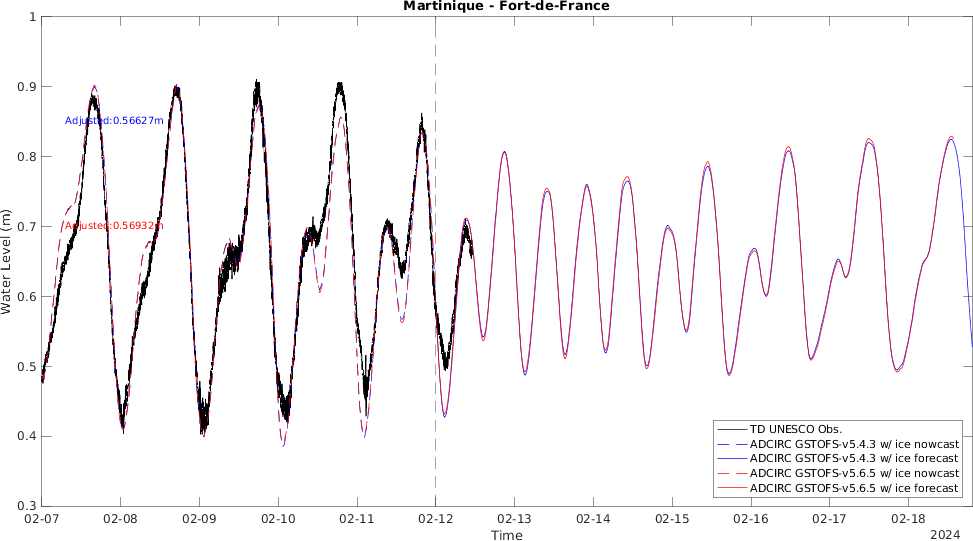 Martinique - Fort-de-France
1
0.9
0.8
0.7
0.6
0.5
0.4
0.3
Water Level (m)
Adjusted:0.56627m
Adjusted:0.56932m
TD UNESCO Obs.
ADCIRC GSTOFS-v5.4.3 w/ ice nowcast
ADCIRC GSTOFS-v5.4.3 w/ ice forecast
ADCIRC GSTOFS-v5.6.5 w/ ice nowcast
ADCIRC GSTOFS-v5.6.5 w/ ice forecast
02-07 02-08 02-09 02-10 02-11 02-12 02-13 02-14 02-15 02-16 02-17 02-18
Time
2024